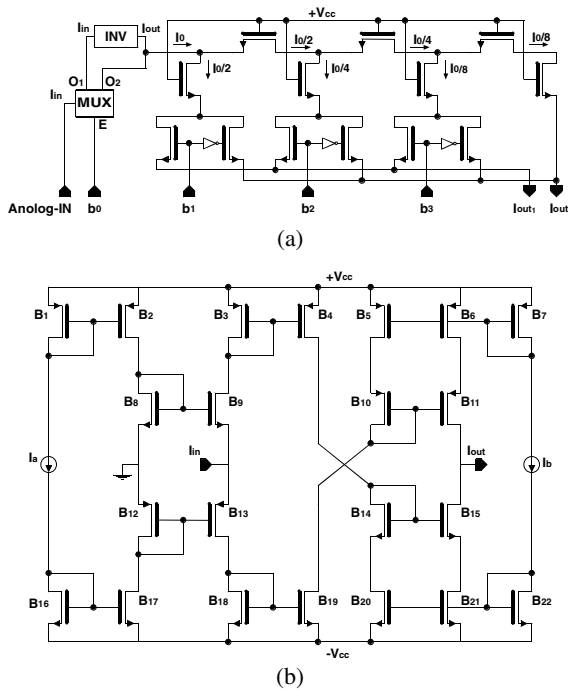 +Vcc
Iin INV Iout
I0 I0/2 I0/4 I0/8
I0/2 I0/4 I0/8
O1 O2
Iin MUX
E
Anolog-IN b0 b1 b2 b3 Iout1 Iout
(a)
+Vcc
B1 B2 B3 B4 B5 B6 B7
B8 B9 B10 B11
Ia Iin Iout Ib
B12 B13 B14 B15
B16 B17 B18 B19 B20 B21 B22
-Vcc
(b)